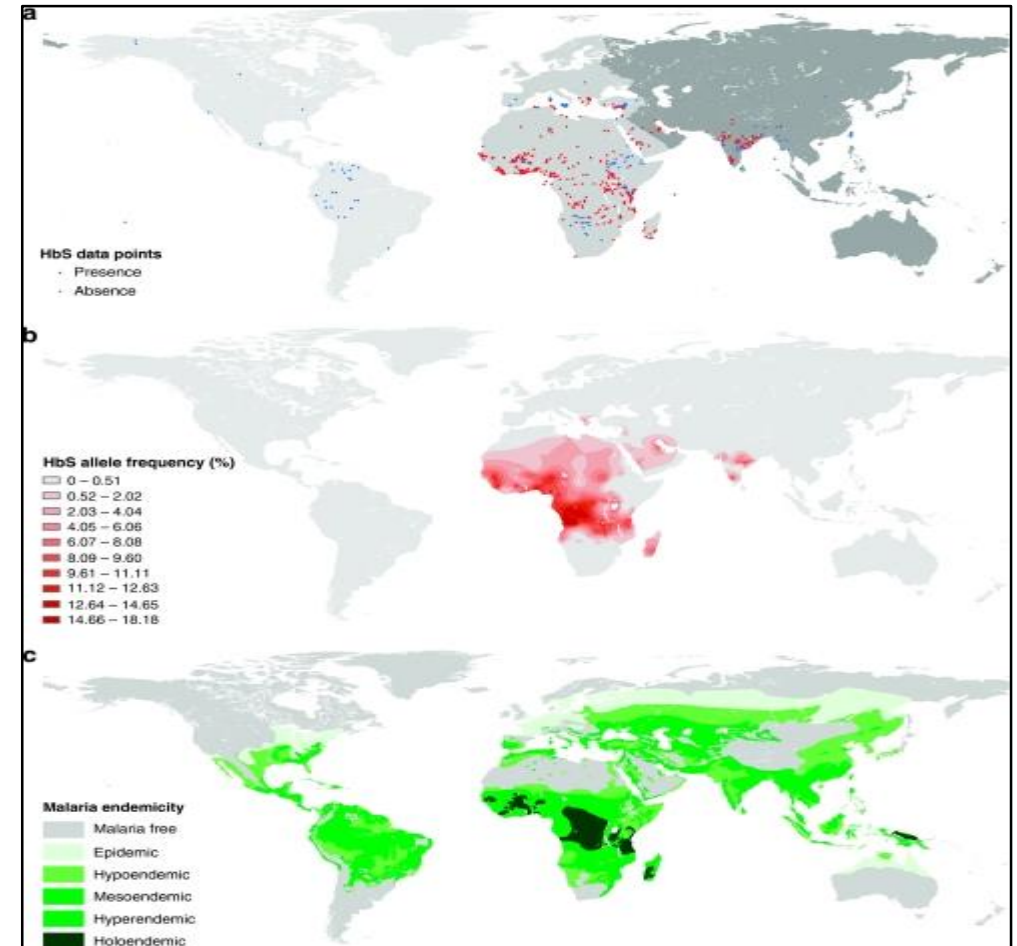 a
HbS data points
Presence
Absence
b
HbS allele frequency (%)
0 – 0.51
0.52 – 2.02
2.03 – 4.04
4.05 – 6.06
6.07 – 8.08
8.09 – 9.60
9.61 – 11.11
11.12 – 12.63
12.64 – 14.65
14.66 – 18.18
c
Malaria endemicity
Malaria free
Epidemic
Hypoendemic
Mesoendemic
Hyperendemic
Holoendemic